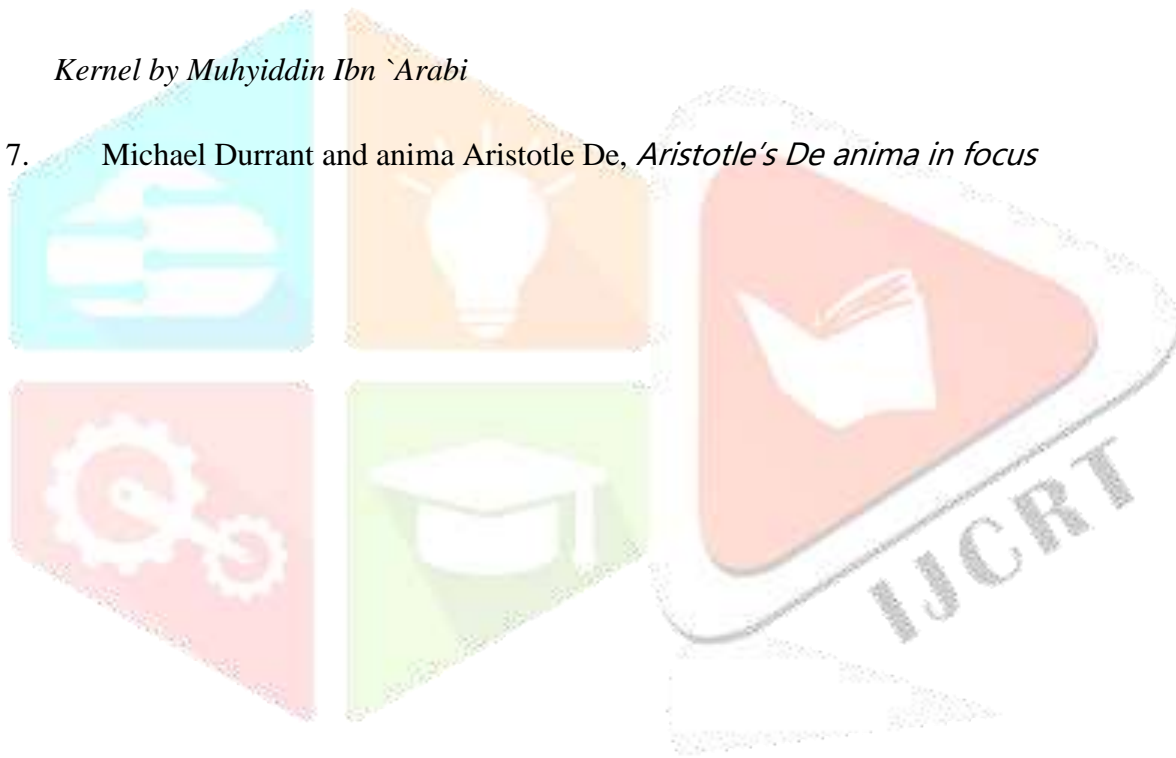 Kernel by Muhyiddin Ibn `Arabi
7. Michael Durrant and anima Aristotle De, Aristotle’s De anima in focus
IJCRT